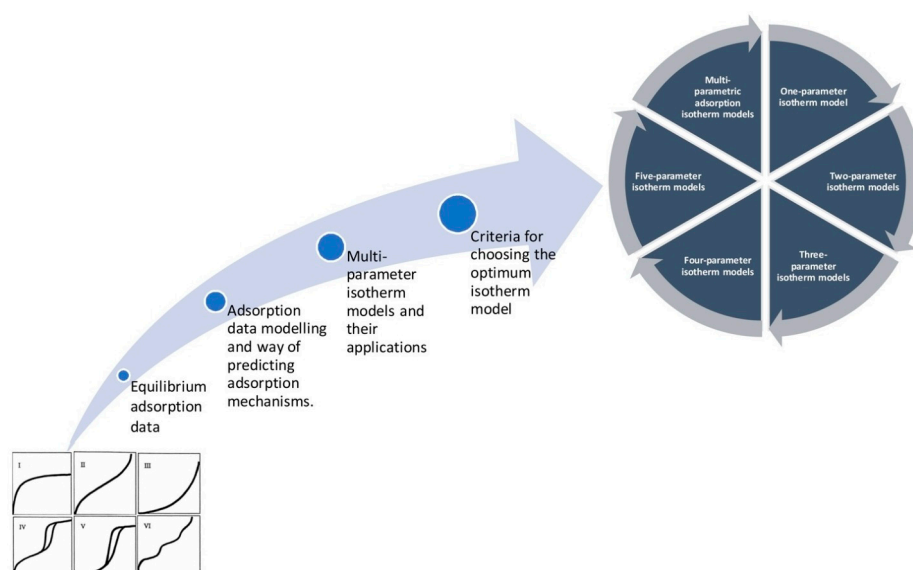 I
II
III
IV
V
VI
Equilibrium
adsorption
data
Adsorption
data modelling
and way of
predicting
adsorption
mechanisms.
Multi-
parameter
isotherm
models and
their
applications
Criteria for
choosing the
optimum
isotherm
model
Multi-
parametric
adsorption
isotherm models
One-parameter
isotherm model
Two-parameter
isotherm models
Three-
parameter
isotherm models
Four-parameter
isotherm models
Five-parameter
isotherm models